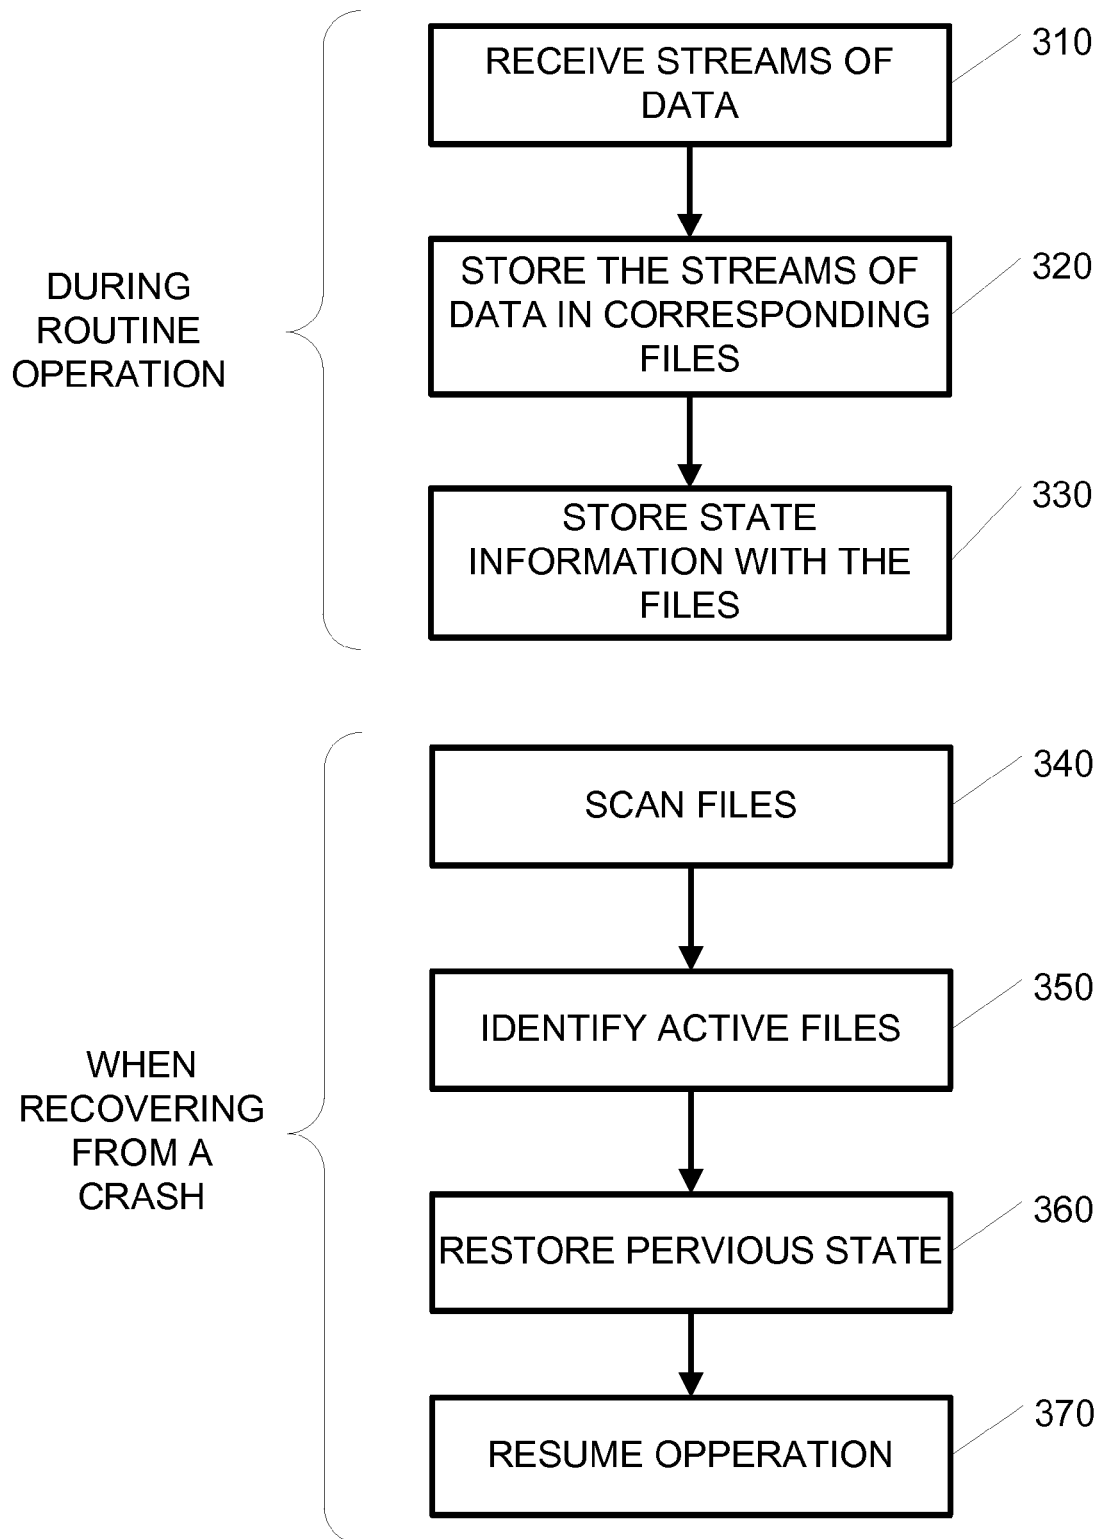 RECEIVE STREAMS OF
DATA
310
DURING
ROUTINE
OPERATION
STORE THE STREAMS OF
DATA IN CORRESPONDING
FILES
320
STORE STATE
INFORMATION WITH THE
FILES
330
SCAN FILES
340
WHEN
RECOVERING
FROM A
CRASH
IDENTIFY ACTIVE FILES
350
RESTORE PERVIOUS STATE
360
RESUME OPPERATION
370